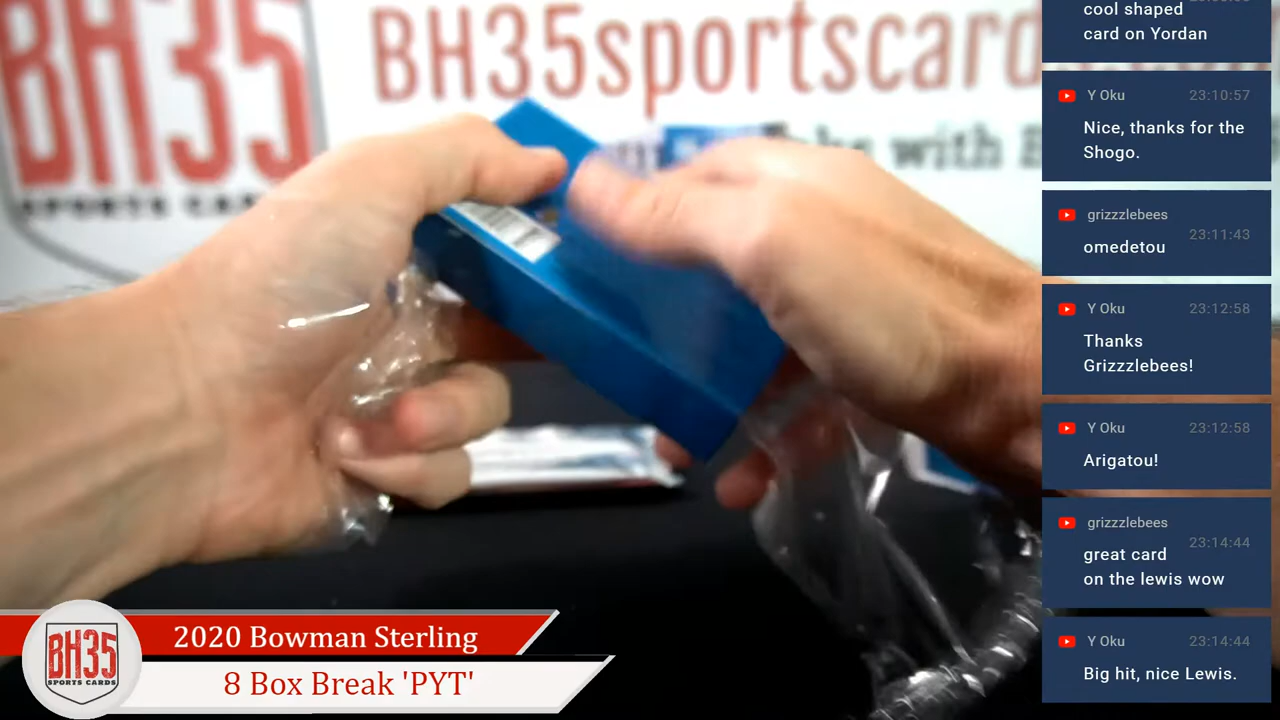 BH35
SPORTS CARDS
BH35sportscard
with
cool shaped
card on Yordan
Y Oku 23:10:57
Nice, thanks for the
Shogo.
grizzzlebees
23:11:43
omedetou
Y Oku 23:12:58
Thanks
Grizzzlebees!
Y Oku 23:12:58
Arigatou!
grizzzlebees
23:14:44
great card
on the lewis wow
Y Oku 23:14:44
Big hit, nice Lewis.
BH35
SPORTS CARDS
2020 Bowman Sterling
8 Box Break 'PYT'